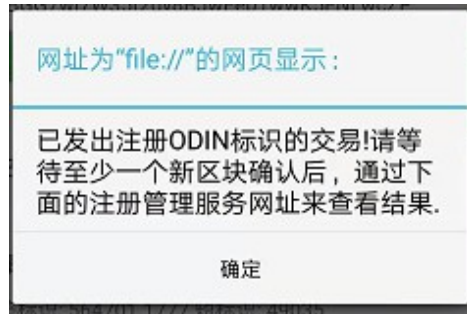 网址为“file://”的网页显示：
已发出注册ODIN标识的交易!请等
待至少一个新区块确认后，通过下
面的注册管理服务网址来查看结果.
确定